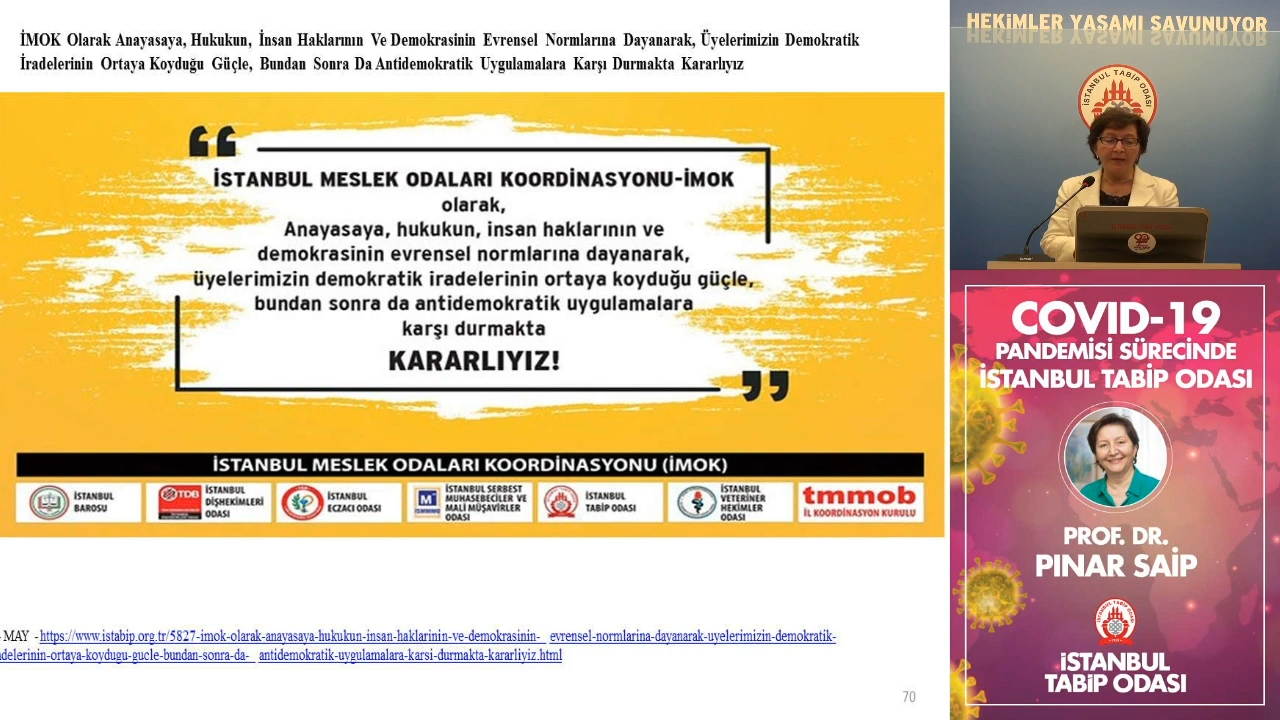 İMOK Olarak Anayasaya, Hukukun, İnsan Haklarının Ve Demokrasinin Evrensel Normlarına Dayanarak, Üyelerimizin Demokratik
İradelerinin Ortaya Koyduğu Güçle, Bundan Sonra Da Antidemokratik Uygulamalara Karşı Durmakta Kararlıyız
İSTANBUL MESLEK ODALARI KOORDİNASYONU-İMOK
olarak,
Anayasaya, hukukun, insan haklarının ve
demokrasinin evrensel normlarına dayanarak,
üyelerimizin demokratik iradelerinin ortaya koyduğu güçle,
bundan sonra da antidemokratik uygulamalara
karşı durmakta
KARARLIYIZ!
İSTANBUL MESLEK ODALARI KOORDİNASYONU (İMOK)
İSTANBUL
BAROSU
TDB
İSTANBUL
DİŞHEKİMLERİ
ODASI
İSTANBUL
ECZACI ODASI
İSTANBUL SERBEST
MUHASEBECİLER VE
MALİ MÜŞAVİRLER
ODASI
İSTANBUL
TABİP ODASI
İSTANBUL
VETERİNER
HEKİMLER
ODASI
tmmob
İL KOORDİNASYON KURULU
MAY -https://www.istabip.org.tr/5827-imok-olarak-anayasaya-hukukun-insan-haklarinin-ve-demokrasinin-_ evrensel-normlarina-dayanarak-uyelerimizin-demokratik-
delerinin-ortaya-koydugu-gucle-bundan-sonra-da-_ antidemokratik-uygulamalara-karsi-durmakta-kararliyiz.html
70
HEKİMLER YAŞAMI SAVUNUYOR
İSTANBUL TABİP ODASI
COVID-19
PANDEMİSİ SÜRECİNDE
İSTANBUL TABİP ODASI
PROF. DR.
PINAR SAİP
İSTANBUL
TABİP ODASI